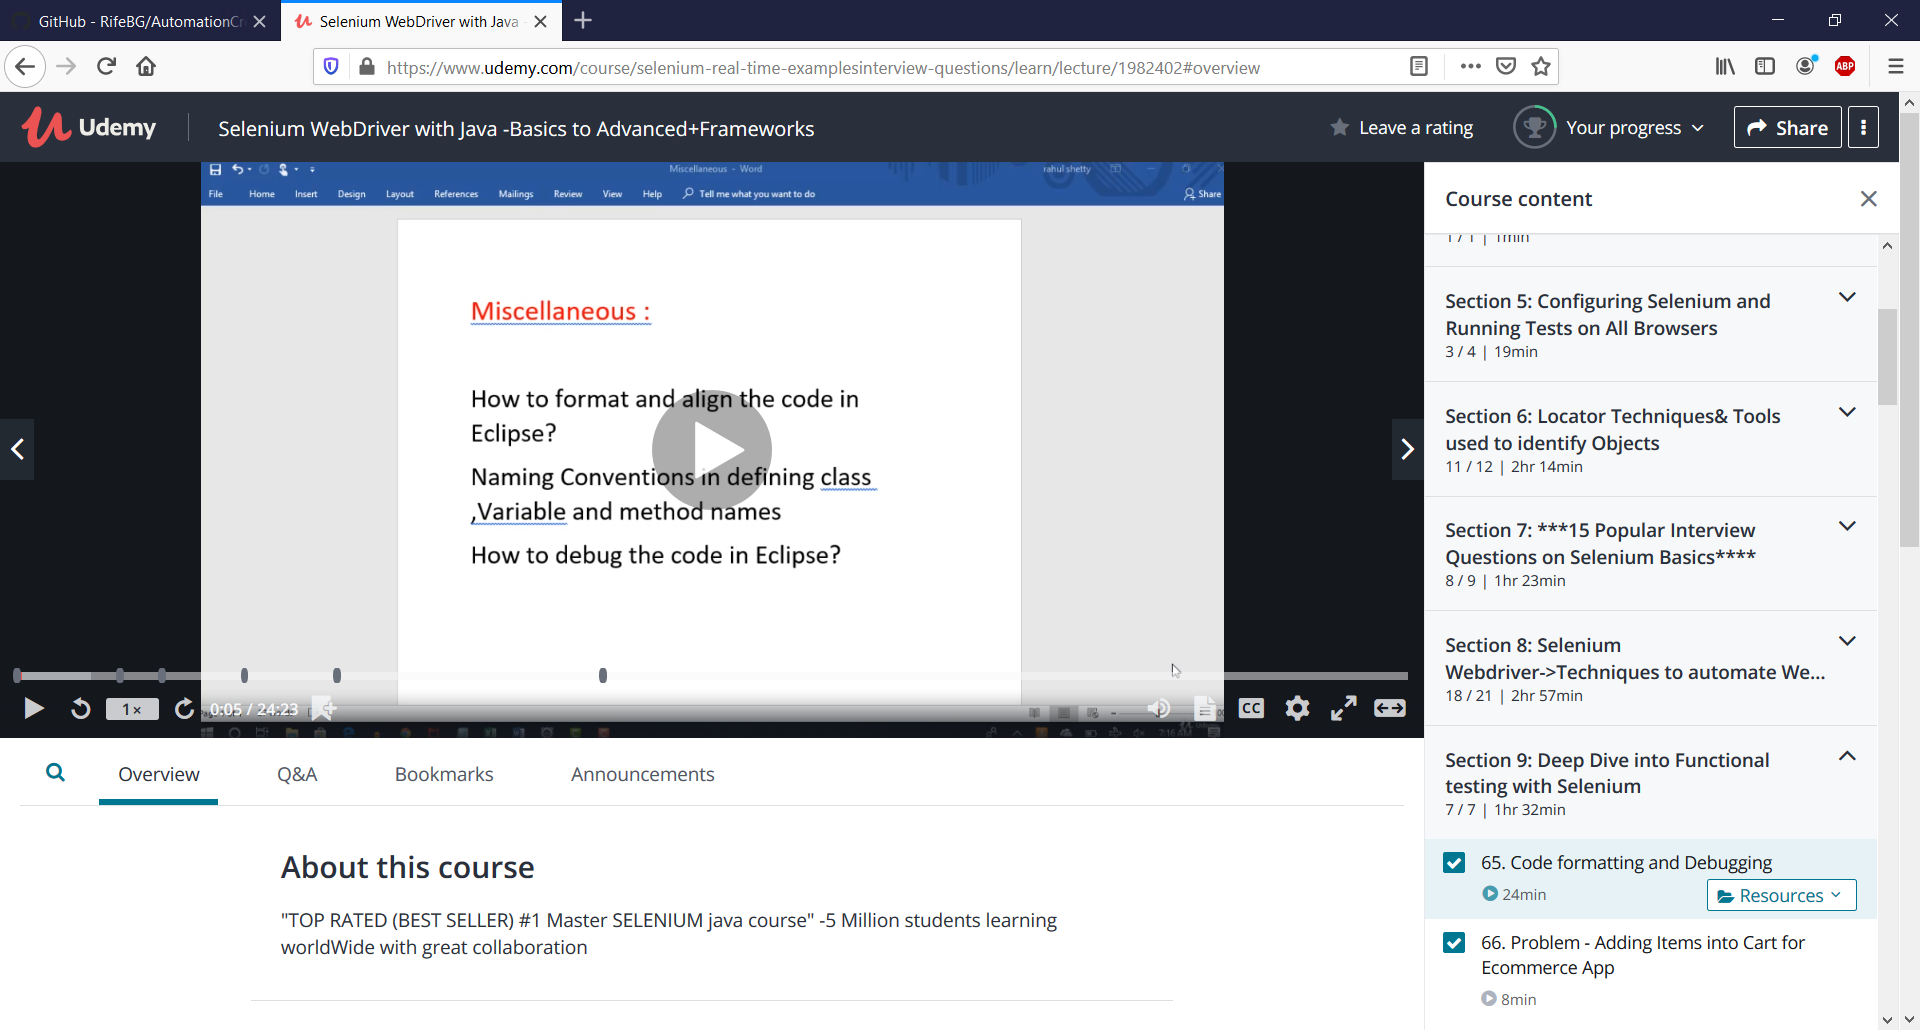 GitHub - RifeBG/AutomationCr
Selenium WebDriver with Java
https://www.udemy.com/course/selenium-real-time-examplesinterview-questions/learn/lecture/1982402#overview
ABP
Udemy
Selenium WebDriver with Java -Basics to Advanced+Frameworks
Leave a rating
Your progress
Share
Miscellaneous - Word
rahul shetty
File Home Insert Design Layout References Mailings Review View Help Tell me what you want to do Share
Miscellaneous :
How to format and align the code in
Eclipse?
Naming Conventions in defining class
,Variable and method names
How to debug the code in Eclipse?
1×
0:05 / 24:23
CC
7:16 AM
Overview
Q&A
Bookmarks
Announcements
About this course
"TOP RATED (BEST SELLER) #1 Master SELENIUM java course" -5 Million students learning
worldWide with great collaboration
Course content
1 / 1 | 1min
Section 5: Configuring Selenium and
Running Tests on All Browsers
3 / 4 | 19min
Section 6: Locator Techniques& Tools
used to identify Objects
11 / 12 | 2hr 14min
Section 7: ***15 Popular Interview
Questions on Selenium Basics****
8 / 9 | 1hr 23min
Section 8: Selenium
Webdriver->Techniques to automate We...
18 / 21 | 2hr 57min
Section 9: Deep Dive into Functional
testing with Selenium
7 / 7 | 1hr 32min
65. Code formatting and Debugging
24min
Resources
66. Problem - Adding Items into Cart for
Ecommerce App
8min